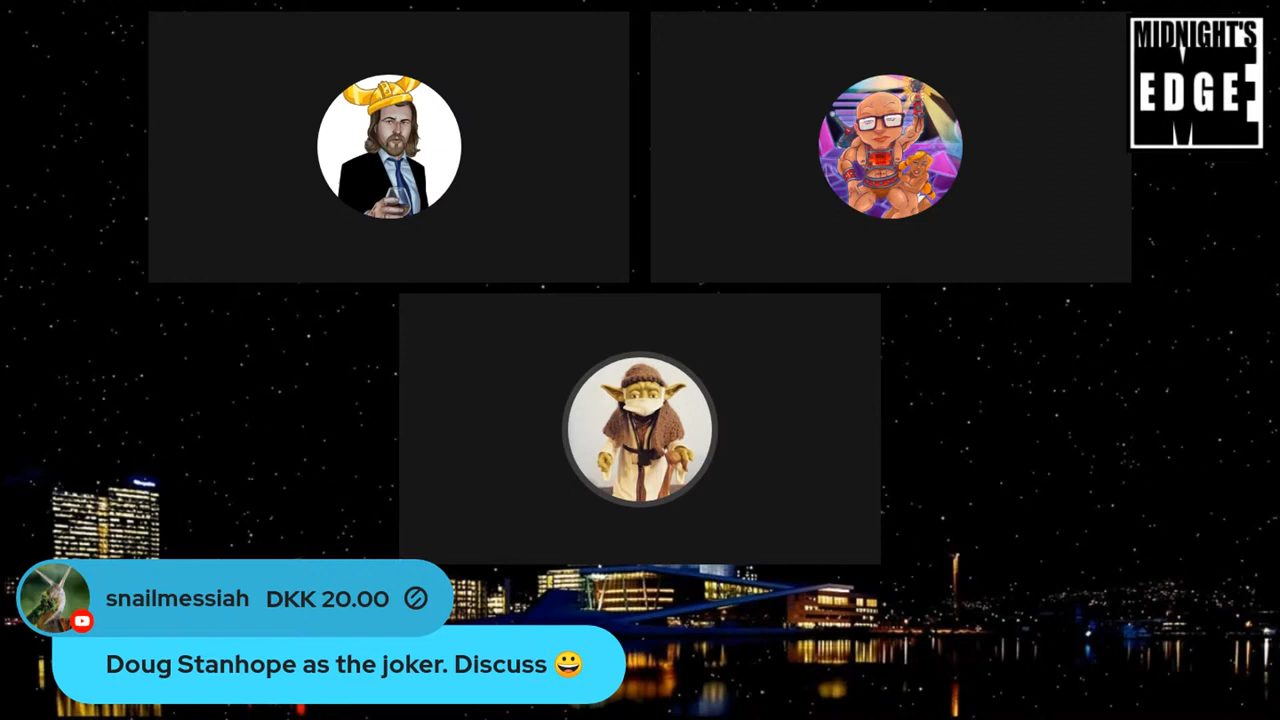 MIDNIGHT'S
EDGE
snailmessiah DKK 20.00
Doug Stanhope as the joker. Discuss 😀